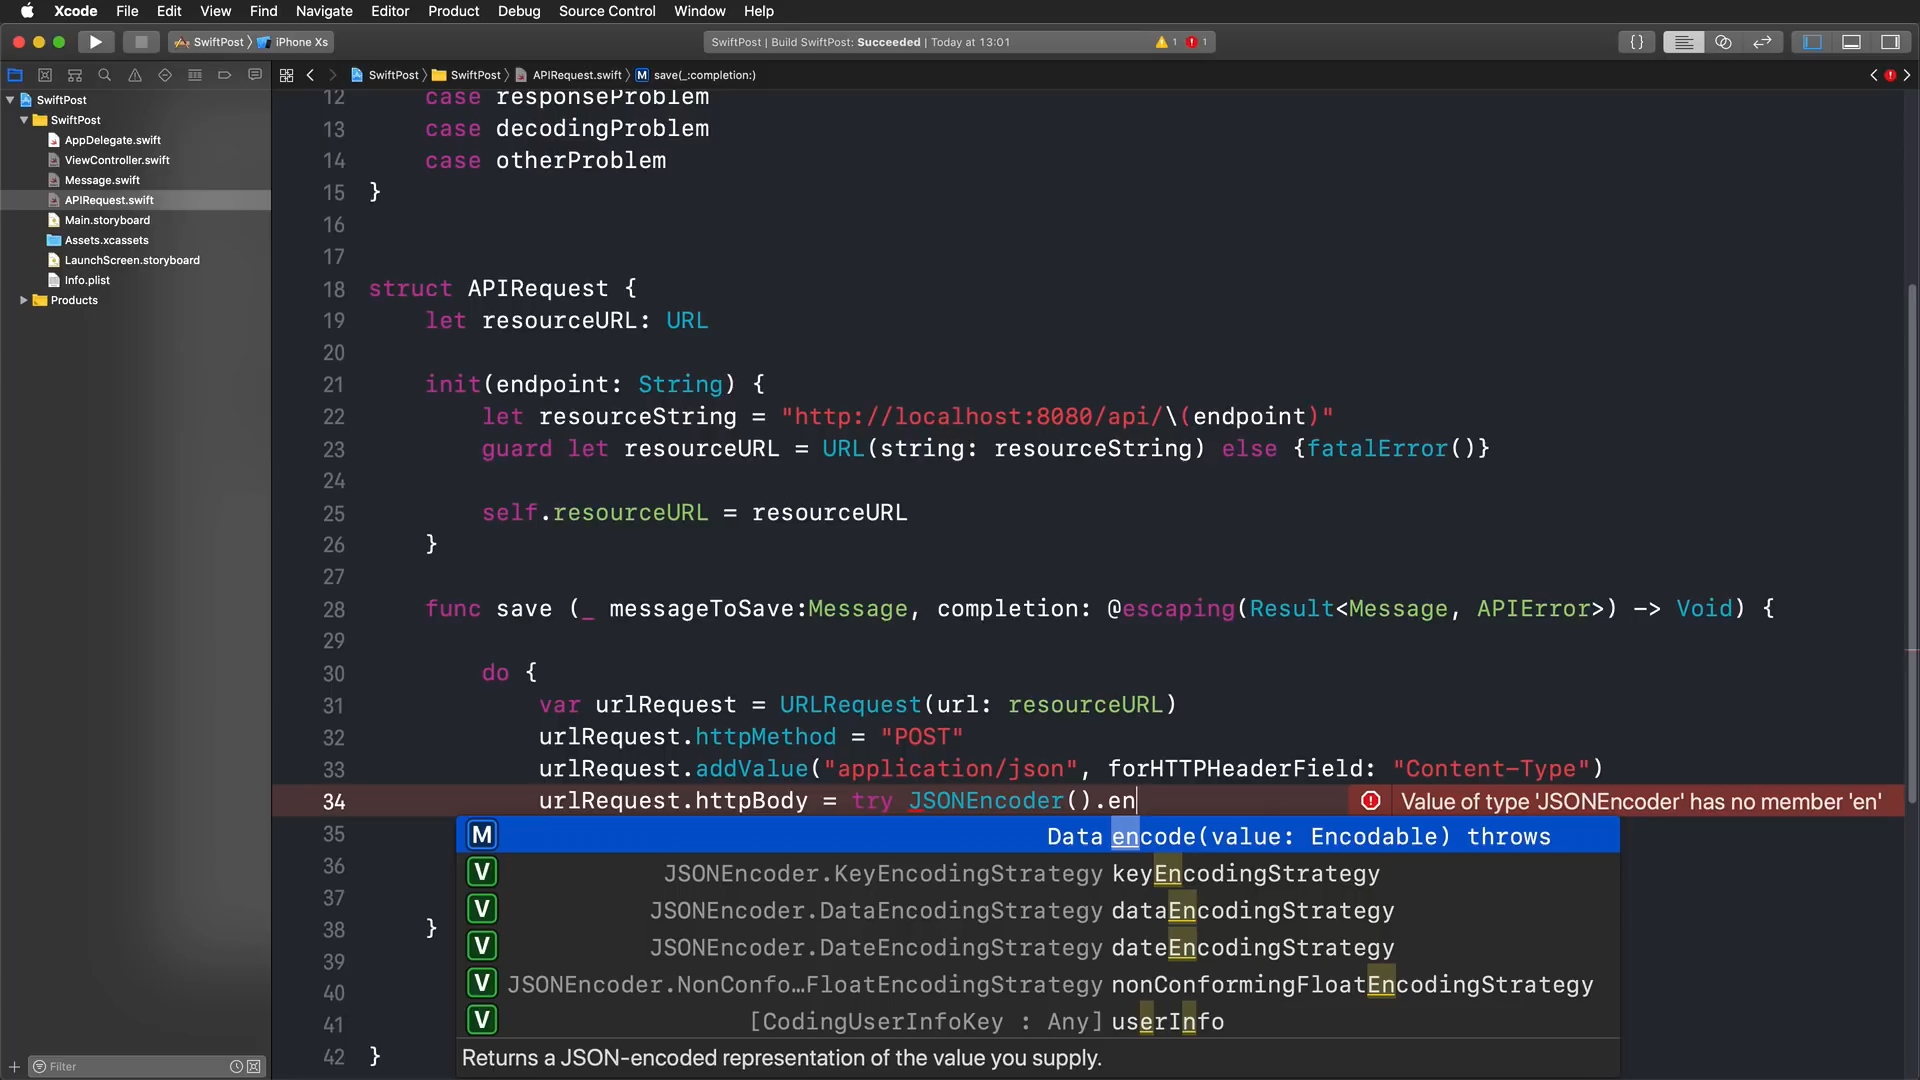 Xcode File Edit View Find Navigate Editor Product Debug Source Control Window Help
SwiftPost iPhone Xs
SwiftPost | Build SwiftPost: Succeeded | Today at 13:01 1 1
SwiftPost SwiftPost APIRequest.swift M save(_:completion:)
SwiftPost
SwiftPost
AppDelegate.swift
ViewController.swift
Message.swift
APIRequest.swift
Main.storyboard
Assets.xcassets
LaunchScreen.storyboard
Info.plist
Products
12 case responseProblem
13 case decodingProblem
14 case otherProblem
15 }
16
17
18 struct APIRequest {
19 let resourceURL: URL
20
21 init(endpoint: String) {
22 let resourceString = "http://localhost:8080/api/\(endpoint)"
23 guard let resourceURL = URL(string: resourceString) else {fatalError()}
24
25 self.resourceURL = resourceURL
26 }
27
28 func save (_ messageToSave:Message, completion: @escaping(Result<Message, APIError>) -> Void) {
29
30 do {
31 var urlRequest = URLRequest(url: resourceURL)
32 urlRequest.httpMethod = "POST"
33 urlRequest.addValue("application/json", forHTTPHeaderField: "Content-Type")
34 urlRequest.httpBody = try JSONEncoder().en Value of type 'JSONEncoder' has no member 'en'
35 M Data encode(value: Encodable) throws
36 V JSONEncoder.KeyEncodingStrategy keyEncodingStrategy
37 V JSONEncoder.DataEncodingStrategy dataEncodingStrategy
38 } V JSONEncoder.DateEncodingStrategy dateEncodingStrategy
39
40 V JSONEncoder.NonConfo…FloatEncodingStrategy nonConformingFloatEncodingStrategy
41 V [CodingUserInfoKey : Any] userInfo
42 } Returns a JSON-encoded representation of the value you supply.
Filter